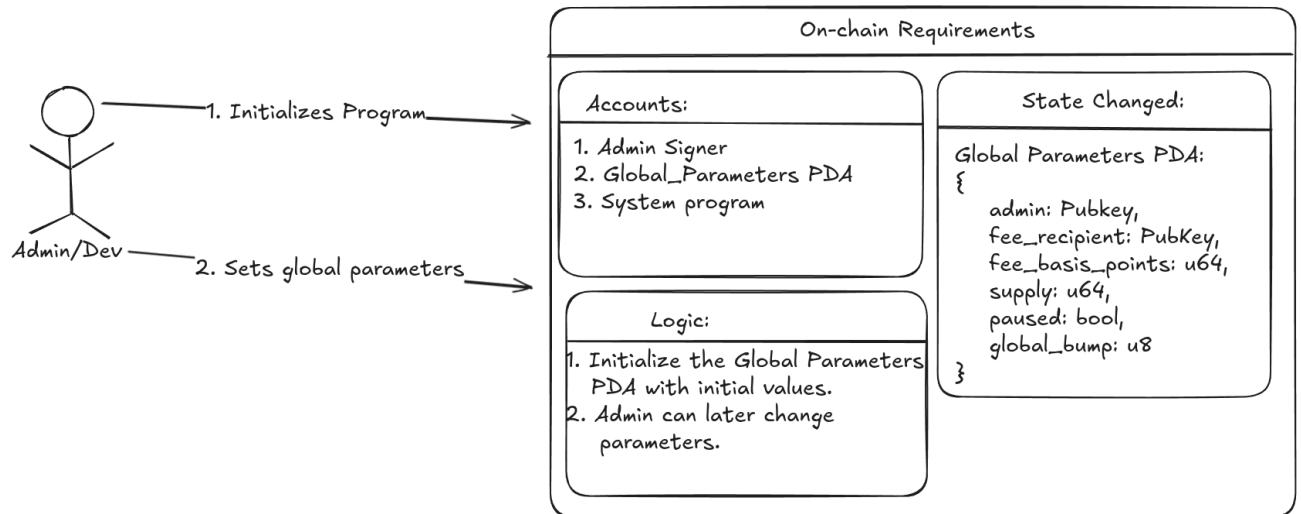 On-chain Requirements
1. Initializes Program
Admin/Dev
2. Sets global parameters
Accounts:
1. Admin Signer
2. Global_Parameters PDA
3. System program
Logic:
1. Initialize the Global Parameters
PDA with initial values.
2. Admin can later change
parameters.
State Changed:
Global Parameters PDA:
{
admin: Pubkey,
fee_recipient: PubKey,
fee_basis_points: u64,
supply: u64,
paused: bool,
global_bump: u8
}